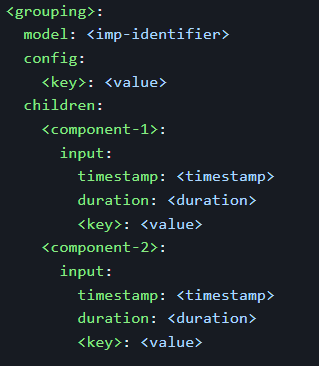 <grouping>:
  model: <imp-identifier>
  config:
    <key>: <value>
  children:
    <component-1>:
      input:
        timestamp: <timestamp>
        duration: <duration>
        <key>: <value>
    <component-2>:
      input:
        timestamp: <timestamp>
        duration: <duration>
        <key>: <value>